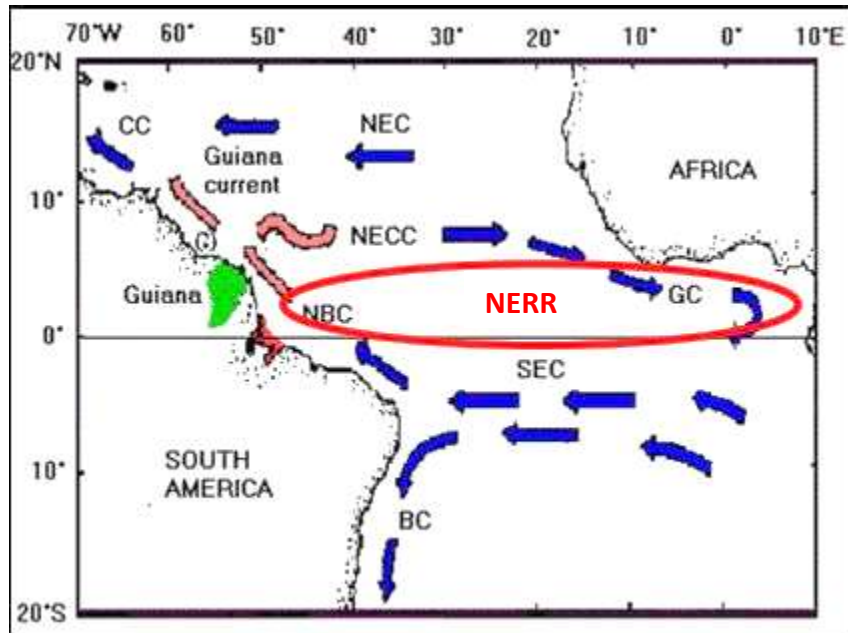 70°W 60° 50° 40° 30° 20° 10° 0° 10°E
20°N
CC
NEC
Guiana
current
AFRICA
10°
NECC
Guiana
NERR
GC
NBC
0°
SEC
10°
SOUTH
AMERICA
BC
20°S